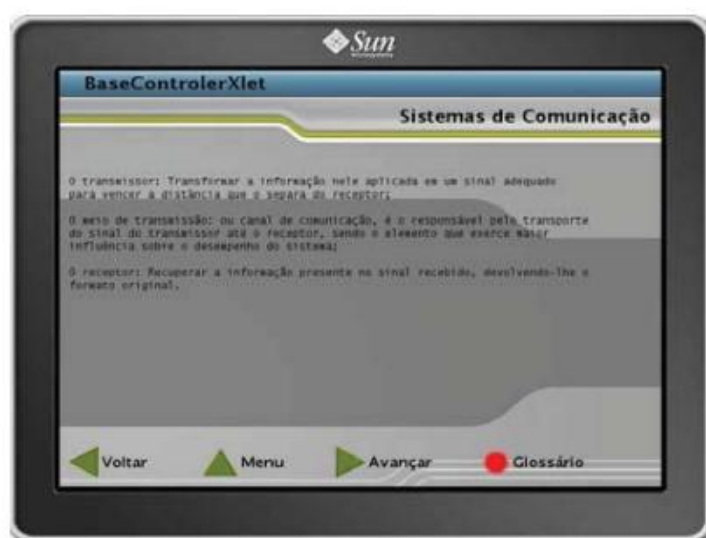 Sun
microsystems
BaseControlerXlet
Sistemas de Comunicação
O transmissor: Transformar a informação nele aplicada em um sinal adequado
para vencer a distância que o separa do receptor;
O meio de transmissão: ou canal de comunicação, é o responsável pelo transporte
do sinal do transmissor até o receptor, sendo o elemento que exerce maior
influência sobre o desempenho do sistema;
O receptor: Recuperar a informação presente no sinal recebido, devolvendo-lhe o
formato original.
Voltar Menu Avançar Glossário